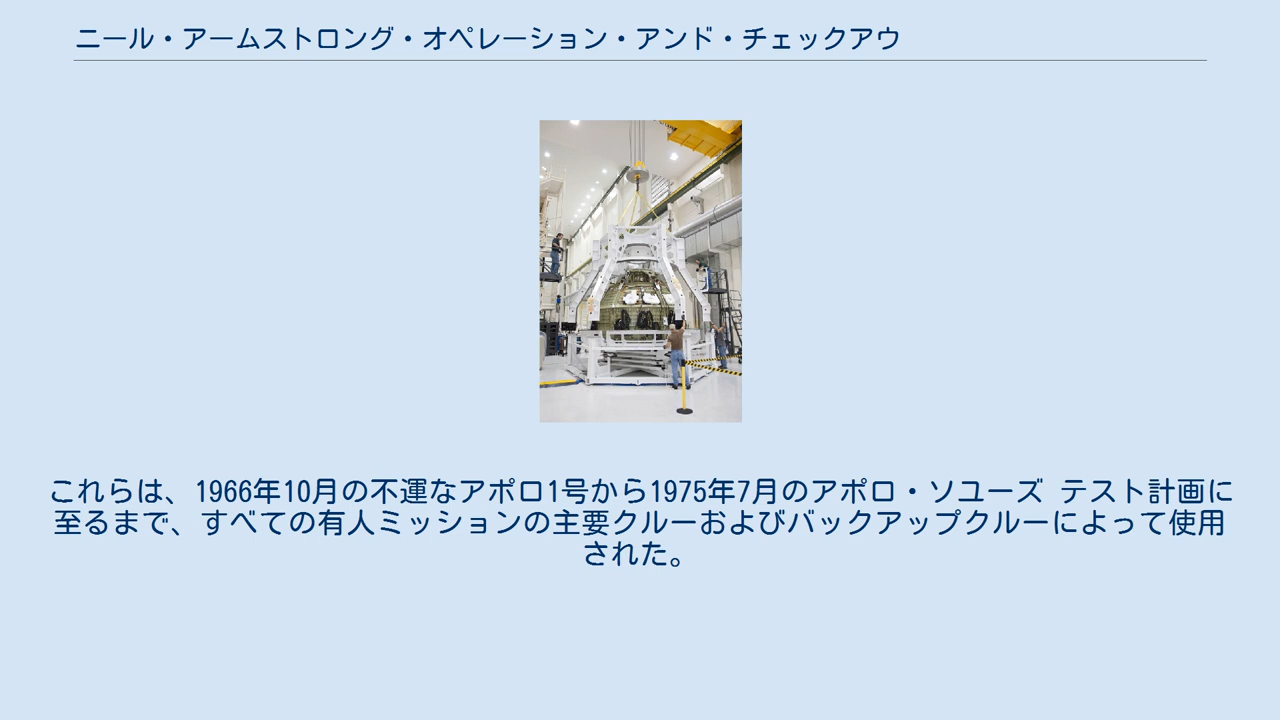 ニール・アームストロング・オペレーション・アンド・チェックアウ
これらは、1966年10月の不運なアポロ1号から1975年7月のアポロ・ソユーズ テスト計画に
至るまで、すべての有人ミッションの主要クルーおよびバックアップクルーによって使用
された。